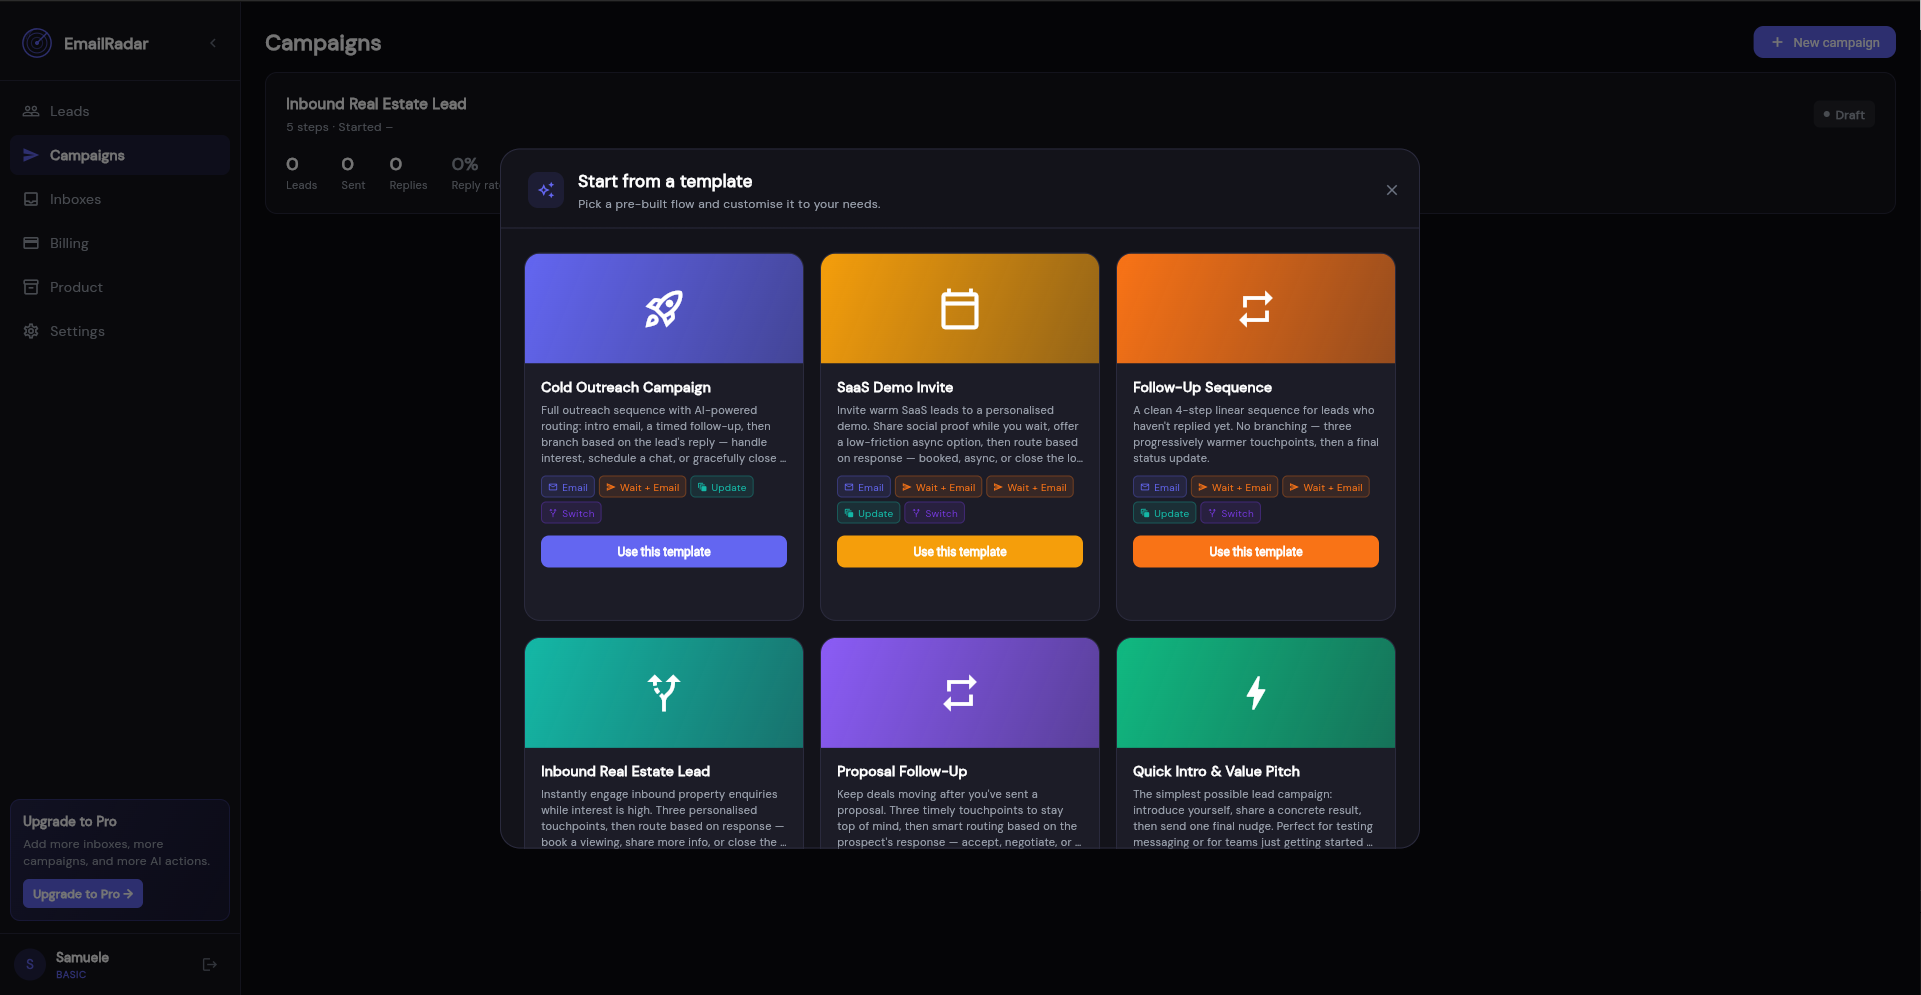 EmailRadar
Leads
Campaigns
Inboxes
Billing
Product
Settings
Upgrade to Pro
Add more inboxes, more
campaigns, and more AI actions.
Upgrade to Pro →
S
Samuele
BASIC
Campaigns
+ New campaign
Inbound Real Estate Lead
5 steps · Started –
Draft
0 0 0 0%
Leads Sent Replies Reply rat
Start from a template
Pick a pre-built flow and customise it to your needs.
Cold Outreach Campaign
Full outreach sequence with AI-powered
routing: intro email, a timed follow-up, then
branch based on the lead's reply — handle
interest, schedule a chat, or gracefully close ...
Email Wait + Email Update
Switch
Use this template
SaaS Demo Invite
Invite warm SaaS leads to a personalised
demo. Share social proof while you wait, offer
a low-friction async option, then route based
on response — booked, async, or close the lo...
Email Wait + Email Wait + Email
Update Switch
Use this template
Follow-Up Sequence
A clean 4-step linear sequence for leads who
haven't replied yet. No branching — three
progressively warmer touchpoints, then a final
status update.
Email Wait + Email Wait + Email
Update Switch
Use this template
Inbound Real Estate Lead
Instantly engage inbound property enquiries
while interest is high. Three personalised
touchpoints, then route based on response —
book a viewing, share more info, or close the ...
Proposal Follow-Up
Keep deals moving after you've sent a
proposal. Three timely touchpoints to stay
top of mind, then smart routing based on the
prospect's response — accept, negotiate, or ...
Quick Intro & Value Pitch
The simplest possible lead campaign:
introduce yourself, share a concrete result,
then send one final nudge. Perfect for testing
messaging or for teams just getting started ...